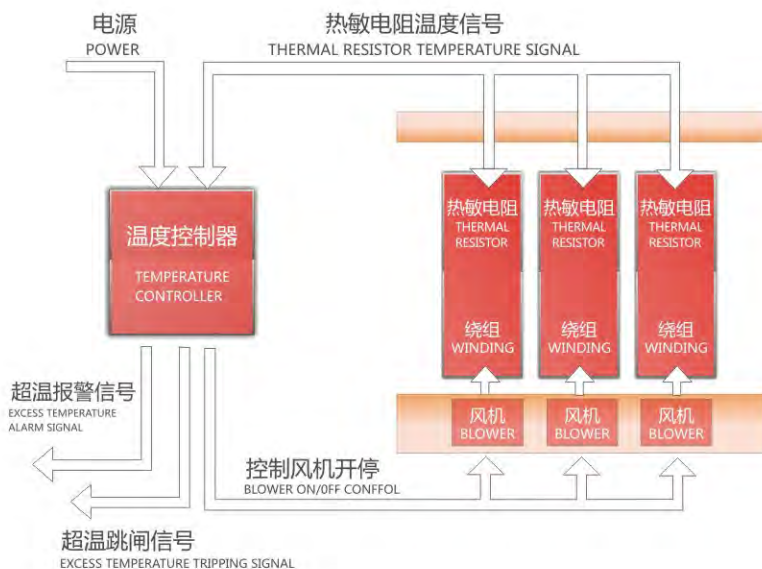 电源
POWER
热敏电阻温度信号
THERMAL RESISTOR TEMPERATURE SIGNAL
温度控制器
TEMPERATURE
CONTROLLER
热敏电阻
THERMAL
RESISTOR
绕组
WINDING
热敏电阻
THERMAL
RESISTOR
绕组
WINDING
热敏电阻
THERMAL
RESISTOR
绕组
WINDING
风机
BLOWER
风机
BLOWER
风机
BLOWER
超温报警信号
EXCESS TEMPERATURE
ALARM SIGNAL
控制风机开停
BLOWER ON/0FF CONFFOL
超温跳闸信号
EXCESS TEMPERATURE TRIPPING SIGNAL